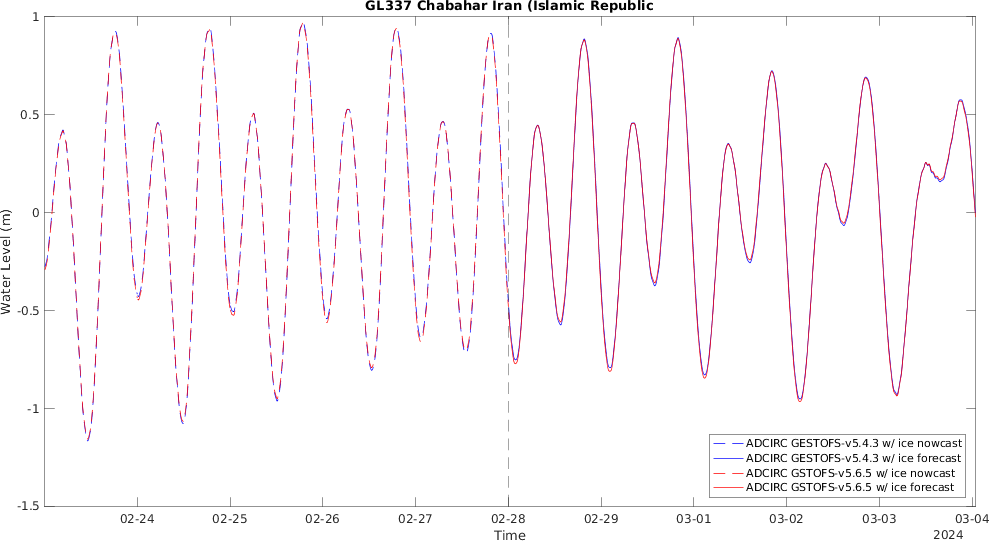 GL337 Chabahar Iran (Islamic Republic
Water Level (m)
1
0.5
0
-0.5
-1
-1.5
02-24 02-25 02-26 02-27 02-28 02-29 03-01 03-02 03-03 03-04
Time
2024
ADCIRC GESTOFS-v5.4.3 w/ ice nowcast
ADCIRC GESTOFS-v5.4.3 w/ ice forecast
ADCIRC GSTOFS-v5.6.5 w/ ice nowcast
ADCIRC GSTOFS-v5.6.5 w/ ice forecast